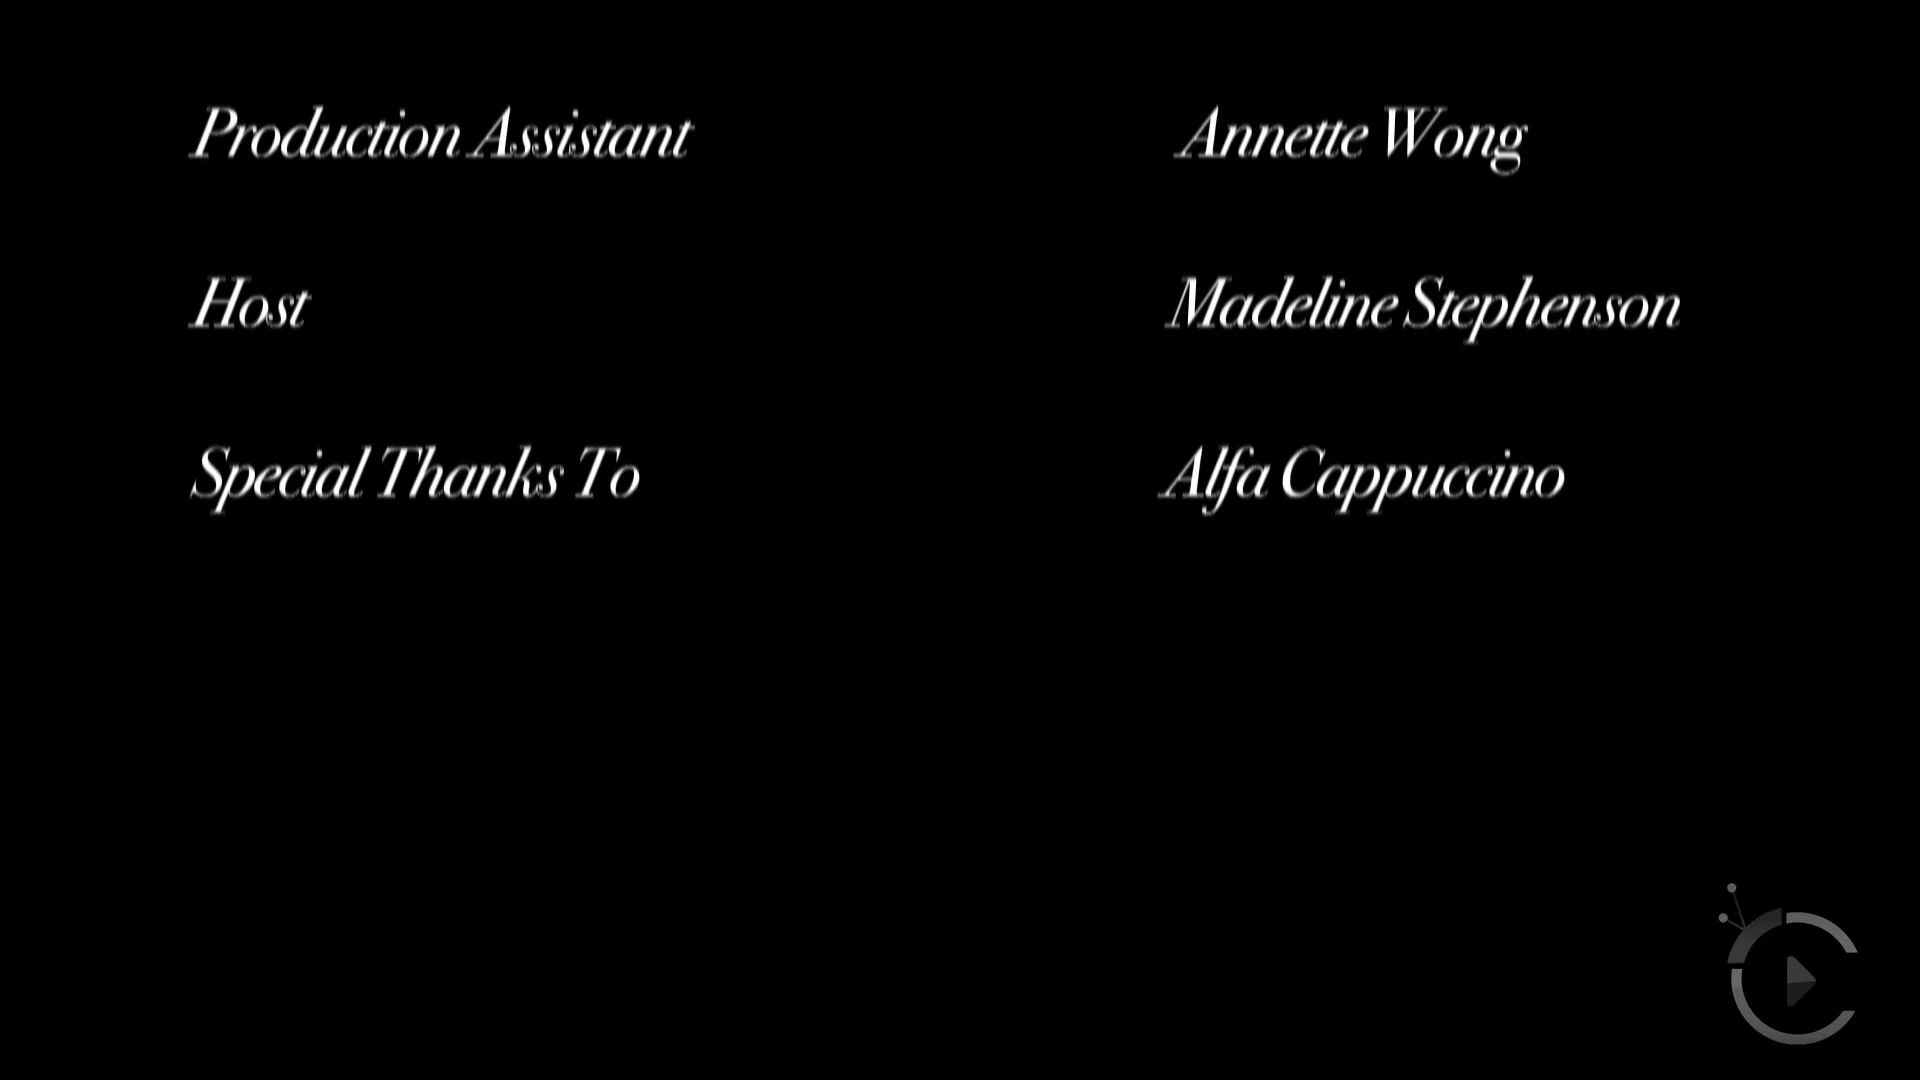 Production Assistant Annette Wong
Host Madeline Stephenson
Special Thanks To Alfa Cappuccino